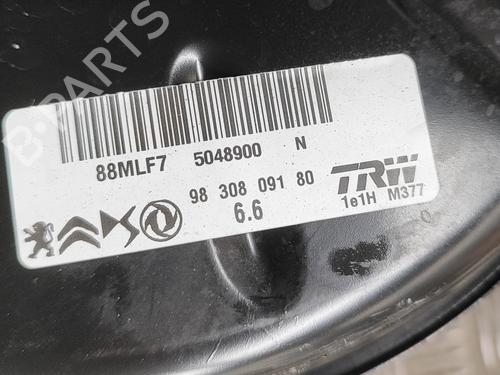 B-PARTS
88MLF7 5048900 N
98 308 091 80
6.6
TRW
1e1H M377